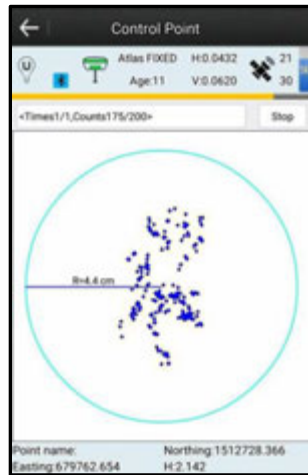 Control Point
Atlas FIXED H:0.0432 21
Age:11 V:0.0620 30
<Times1/1,Counts175/200> Stop
R=4.4 cm
Point name: Northing:1512728.366
Easting:679762.654 H:2.142